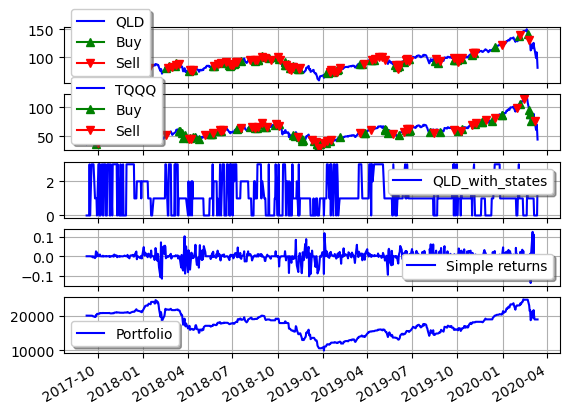 150
100
QLD
Buy
Sell
100
50
TQQQ
Buy
Sell
2
0
QLD_with_states
0.1
0.0
−0.1
Simple returns
20000
10000
Portfolio
2017-10 2018-01 2018-04 2018-07 2018-10 2019-01 2019-04 2019-07 2019-10 2020-01 2020-04